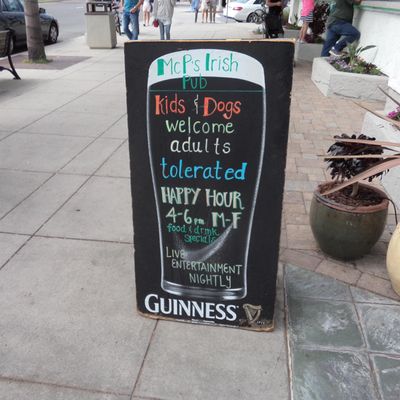 McP's Irish
PUB
Kids & Dogs
welcome
adults
tolerated
HAPPY HOUR
4-6pm M-F
food & drink
specials
LIVE
ENTERTAINMENT
NIGHTLY
GUINNESS